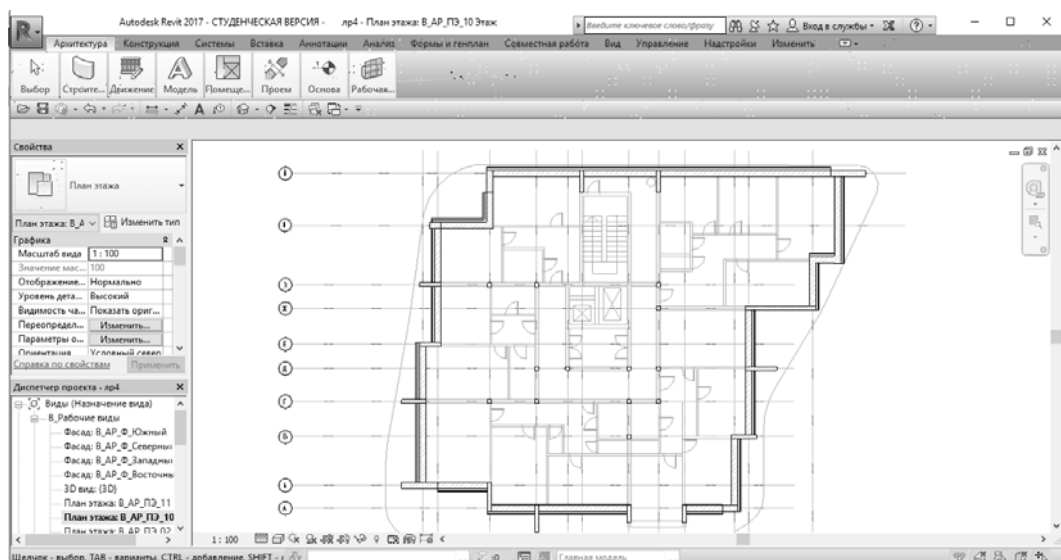 Autodesk Revit 2017 - СТУДЕНЧЕСКАЯ ВЕРСИЯ - лр4 - План этажа: В_АР_ПЭ_10 Этаж
Введите ключевое слово/фразу
Вход в службы
Архитектура Конструкция Системы Вставка Аннотации Анализ Формы и генплан Совместная работа Вид Управление Надстройки Изменить
Выбор Строите... Движение Модель Помеще... Проем Основа Рабочая...
Свойства
План этажа
План этажа: В_А Изменить тип
Графика
Масштаб вида 1 : 100
Значение мас... 100
Отображение... Нормально
Уровень дета... Высокий
Видимость ча... Показать ориг...
Переопредел... Изменить...
Параметры о... Изменить...
Ориентация Условный север
Справка по свойствам Применить
Диспетчер проекта - лр4
Виды (Назначение вида)
В_Рабочие виды
Фасад: В_АР_Ф_Южный
Фасад: В_АР_Ф_Северны
Фасад: В_АР_Ф_Западны
Фасад: В_АР_Ф_Восточны
3D вид: {3D}
План этажа: В_АР_ПЭ_11
План этажа: В_АР_ПЭ_10
План этажа: В_АР_ПЭ_02
Е
Д
Г
Б
А
1 : 100
Щелчок - выбор, TAB - варианты, CTRL - добавление, SHIFT -
:0
Главная модель